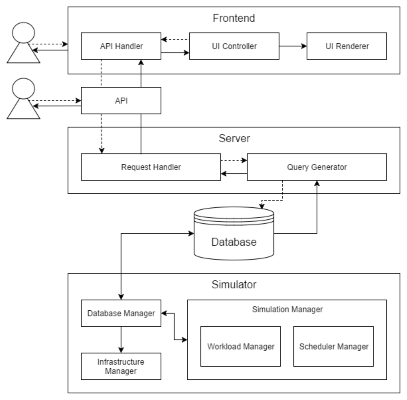 Frontend
API Handler
UI Controller
UI Renderer
API
Server
Request Handler
Query Generator
Database
Simulator
Database Manager
Simulation Manager
Workload Manager
Scheduler Manager
Infrastructure
Manager